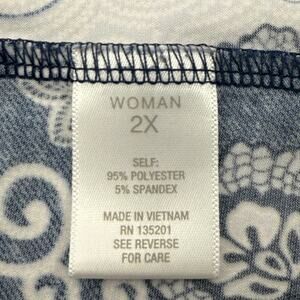 WOMAN
2X
SELF:
95% POLYESTER
5% SPANDEX
MADE IN VIETNAM
RN 135201
SEE REVERSE
FOR CARE